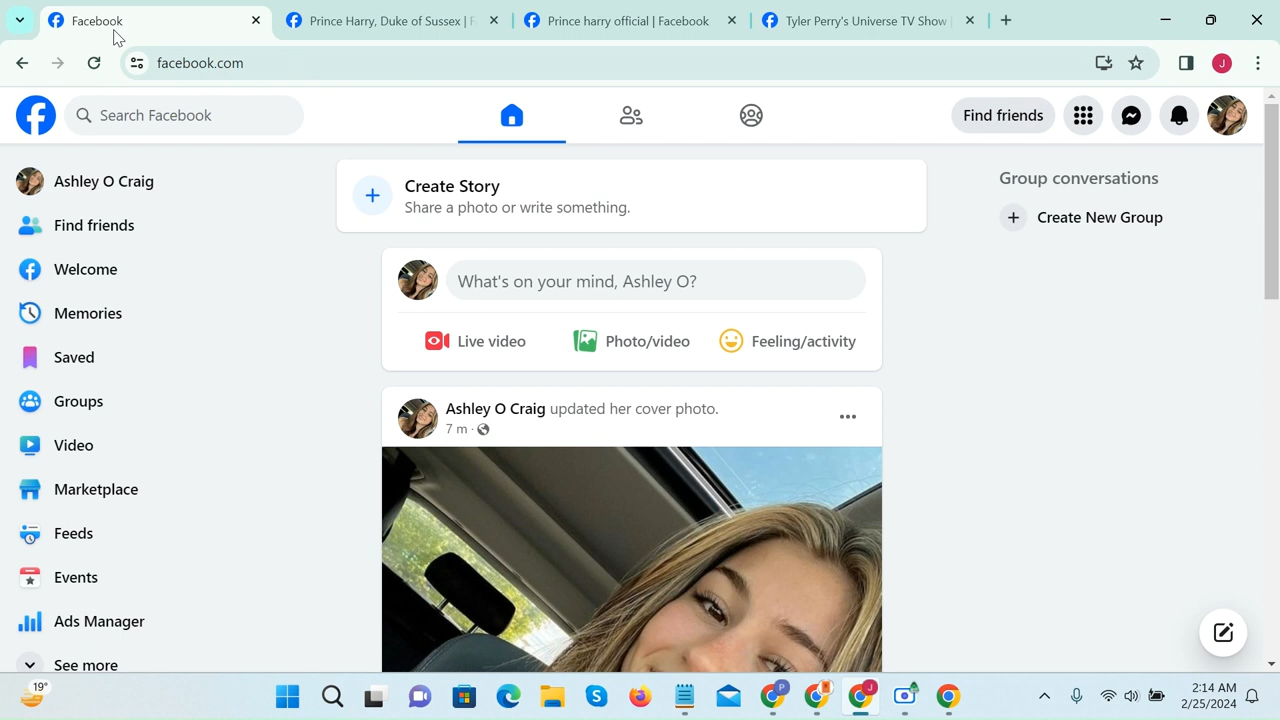 Facebook
Prince Harry, Duke of Sussex | F
Prince harry official | Facebook
Tyler Perry's Universe TV Show |
facebook.com
J
Search Facebook
Find friends
Ashley O Craig
Find friends
Welcome
Memories
Saved
Groups
Video
Marketplace
Feeds
Events
Ads Manager
See more
Create Story
Share a photo or write something.
What's on your mind, Ashley O?
Live video
Photo/video
Feeling/activity
Ashley O Craig updated her cover photo.
7 m ·
Group conversations
Create New Group
19°
P
J
2:14 AM
2/25/2024